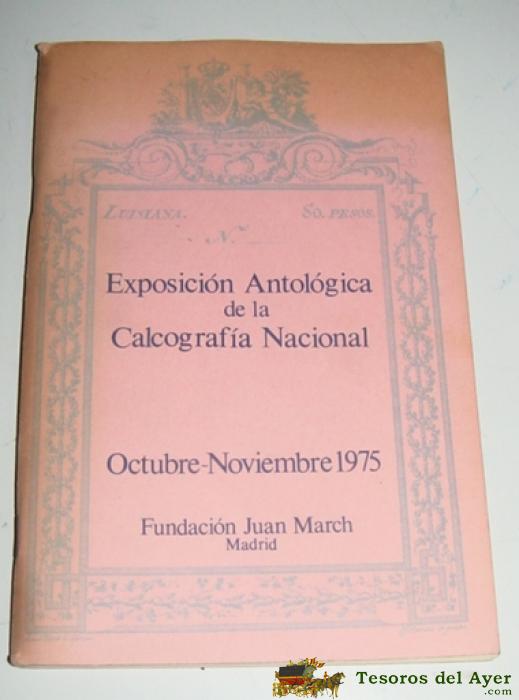 LUISIANA. 80. PESOS.
N.
Exposición Antológica
de la
Calcografía Nacional
Octubre-Noviembre 1975
Fundación Juan March
Madrid
Tesoros del Ayer
.com